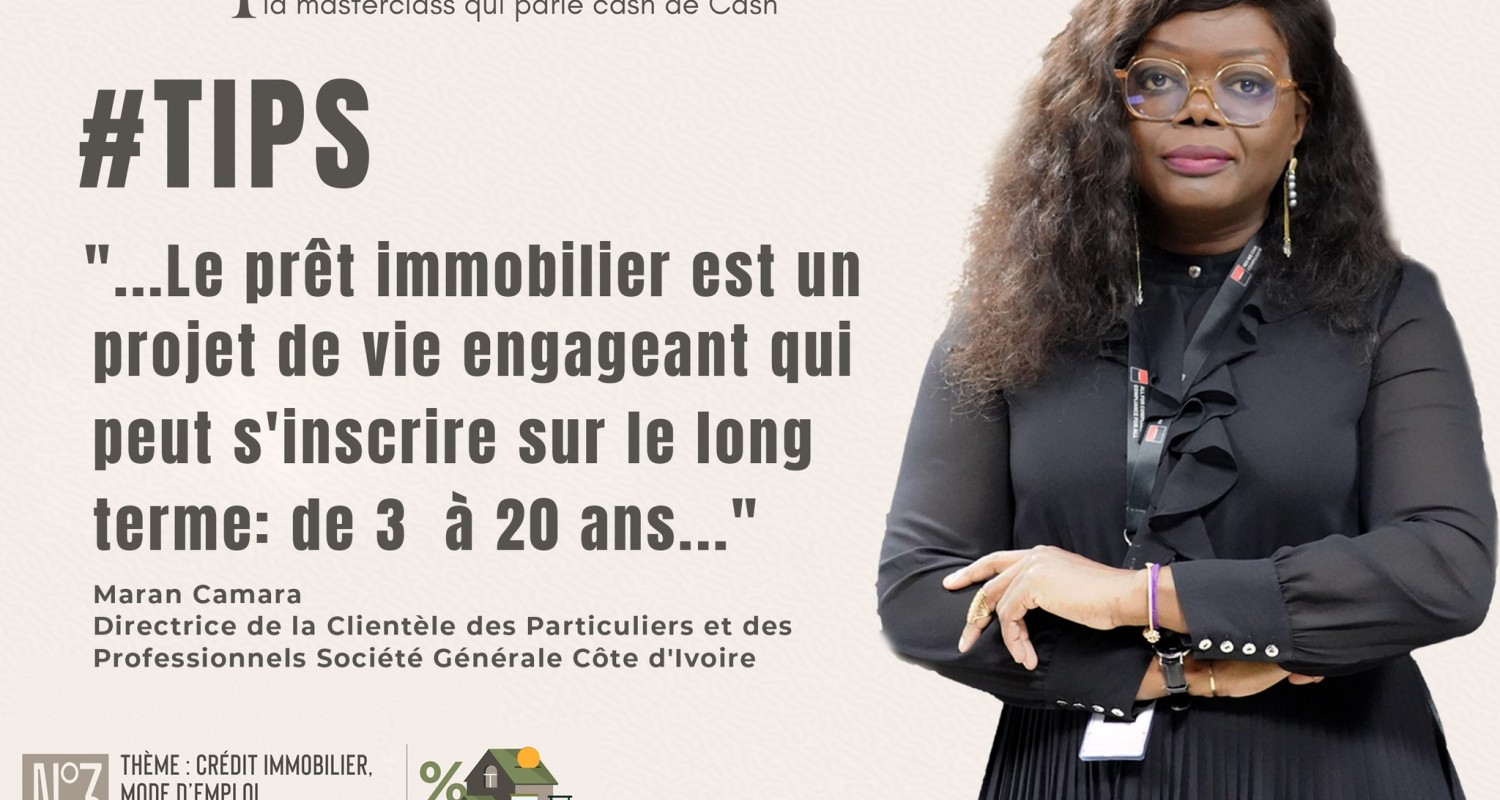 la masterclass qui parle cash de Cash
#TIPS
"...Le prêt immobilier est un
projet de vie engageant qui
peut s'inscrire sur le long
terme: de 3 à 20 ans..."
Maran Camara
Directrice de la Clientèle des Particuliers et des
Professionnels Société Générale Côte d'Ivoire
N°3
THÈME : CRÉDIT IMMOBILIER,
MODE D'EMPLOI
%